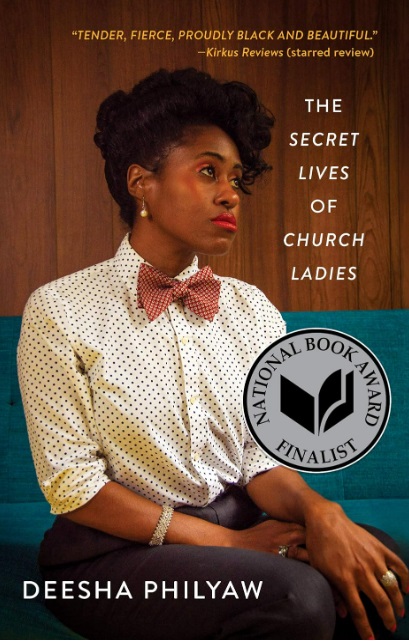 “TENDER, FIERCE, PROUDLY BLACK AND BEAUTIFUL.”
—Kirkus Reviews (starred review)
THE
SECRET
LIVES
OF
CHURCH
LADIES
NATIONAL BOOK AWARD
FINALIST
DEESHA PHILYAW